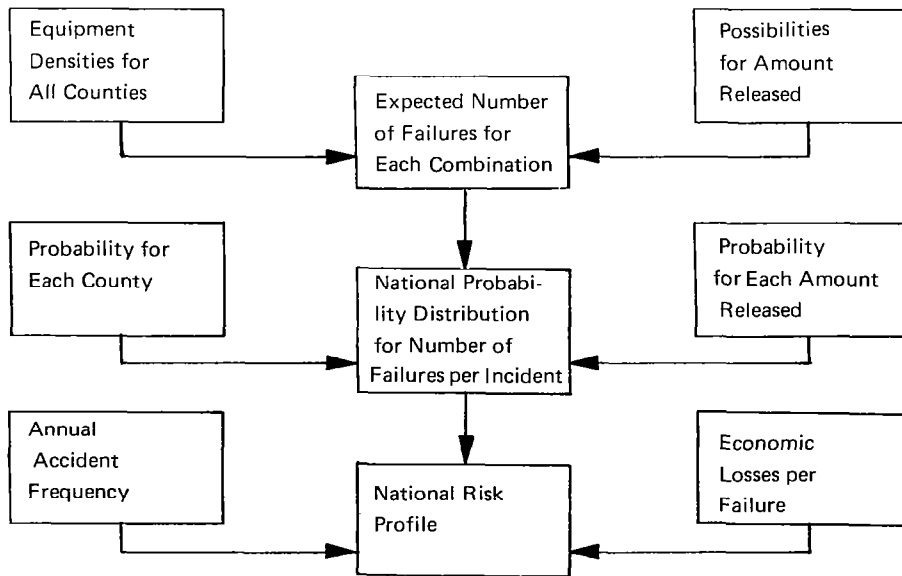 Equipment
Densities for
All Counties
Possibilities
for Amount
Released
Expected Number
of Failures for
Each Combination
Probability for
Each County
Probability
for Each Amount
Released
National Probabi-
lity Distribution
for Number of
Failures per Incident
Annual
Accident
Frequency
Economic
Losses per
Failure
National Risk
Profile